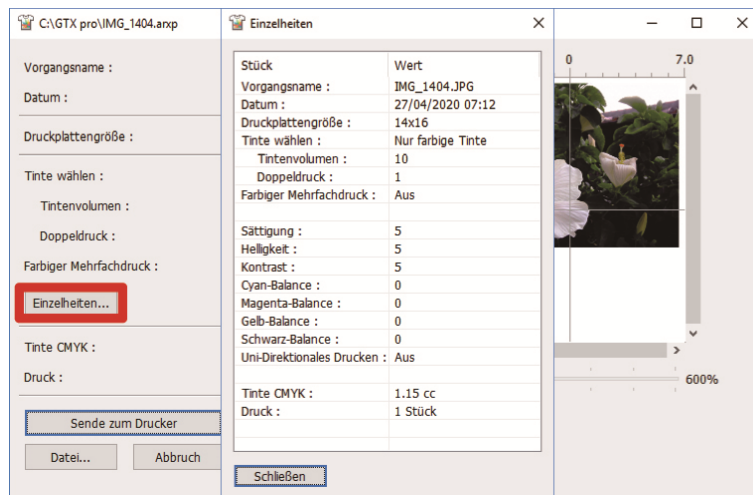 C:\GTX pro\IMG_1404.arxp
Vorgangsname :
Datum :
Druckplattengröße :
Tinte wählen :
Tintenvolumen :
Doppeldruck :
Farbiger Mehrfachdruck :
Einzelheiten...
Tinte CMYK :
Druck :
Sende zum Drucker
Datei... Abbruch
Einzelheiten
Stück Wert
Vorgangsname : IMG_1404.JPG
Datum : 27/04/2020 07:12
Druckplattengröße : 14x16
Tinte wählen : Nur farbige Tinte
Tintenvolumen : 10
Doppeldruck : 1
Farbiger Mehrfachdruck : Aus
Sättigung : 5
Helligkeit : 5
Kontrast : 5
Cyan-Balance : 0
Magenta-Balance : 0
Gelb-Balance : 0
Schwarz-Balance : 0
Uni-Direktionales Drucken : Aus
Tinte CMYK : 1.15 cc
Druck : 1 Stück
Schließen
0 7.0
600%